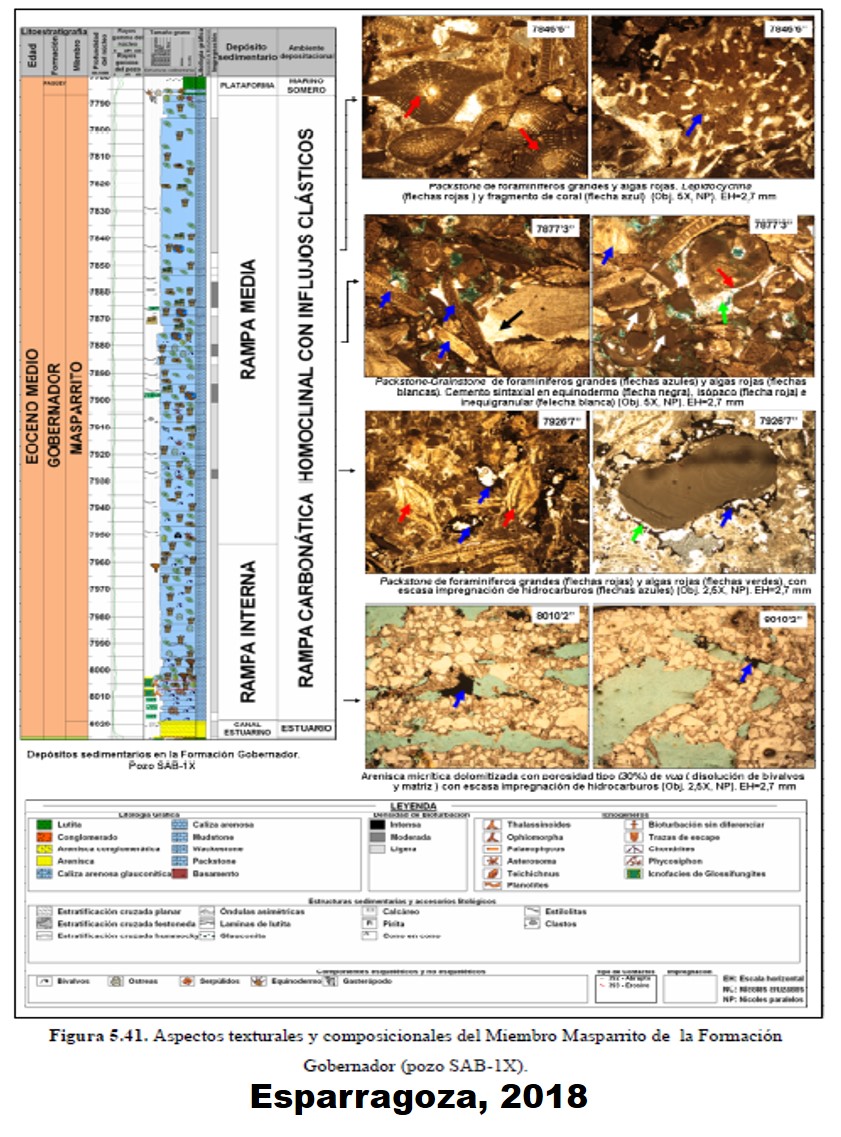 Litoestratigrafía
Edad
Formación
Miembro
Profundidad del núcleo
Rayos gamma del núcleo
Rayos gamma del pozo
Tamaño grano
Litología gráfica
Depósito sedimentario
Ambiente depositacional
PAGUEY
PLATAFORMA
MARINO SOMERO
7790
7800
7810
7820
7830
7840
7850
7860
7870
7880
7890
7900
7910
7920
7930
7940
7950
7960
7970
7980
7990
8000
8010
8020
EOCENO MEDIO
GOBERNADOR
MASPARRITO
RAMPA MEDIA
RAMPA INTERNA
RAMPA CARBONÁTICA HOMOCLINAL CON INFLUJOS CLÁSTICOS
CANAL ESTUARINO
ESTUARIO
Depósitos sedimentarios en la Formación Gobernador.
Pozo SAB-1X
7846'6"
7846'6"
Packstone de foraminíferos grandes y algas rojas, Lepidocyclina
(flechas rojas ) y fragmento de coral (flecha azul) (Obj. 5X, NP). EH=2,7 mm
7877'3"
7877'3"
Packstone-Grainstone de foraminíferos grandes (flechas azules) y algas rojas (flechas
blancas). Cemento sintaxial en equinodermo (flecha negra), isópaco (flecha roja) e
inequigranular (felecha blanca) (Obj. 5X, NP). EH=2,7 mm
7926'7"
7926'7"
Packstone de foraminíferos grandes (flechas rojas) y algas rojas (flechas verdes), con
escasa impregnación de hidrocarburos (flechas azules) (Obj. 2,5X, NP). EH=2,7 mm
8010'2"
8010'2"
Arenisca micrítica dolomitizada con porosidad tipo (30%) de vug ( disolución de bivalvos
y matriz ) con escasa impregnación de hidrocarburos (Obj. 2,5X, NP). EH=2,7 mm
LEYENDA
Litología Gráfica
Lutita
Conglomerado
Arenisca conglomerática
Arenisca
Caliza arenosa glauconítica
Caliza arenosa
Mudstone
Wackestone
Packstone
Basamento
Densidad de Bioturbación
Intensa
Moderada
Ligera
Icnogéneros
Thalassinoides
Ophiomorpha
Palaeophycus
Asterosoma
Teichichnus
Planolites
Bioturbación sin diferenciar
Trazas de escape
Chondrites
Phycosiphon
Icnofacies de Glossifungites
Estructuras sedimentarias y accesorios litológicos
Estratificación cruzada planar
Estratificación cruzada festoneada
Estratificación cruzada hummocky
Óndulas asimétricas
Laminas de lutita
Glauconita
Calcáreo
Pirita
Cono en cono
Estilolitas
Clastos
Componentes esqueléticos y no esqueléticos
Bivalvos
Ostreas
Serpúlidos
Equinodermo
Gasterópodo
Tipo de Contactos
Impregnación
EH: Escala horizontal
NC: Nicoles cruzados
NP: Nicoles paralelos
Figura 5.41. Aspectos texturales y composicionales del Miembro Masparrito de la Formación
Gobernador (pozo SAB-1X).
Esparragoza, 2018